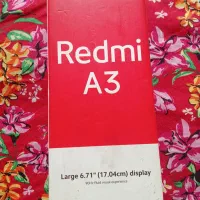 Redmi
A3
Large 6.71" (17.04cm) display